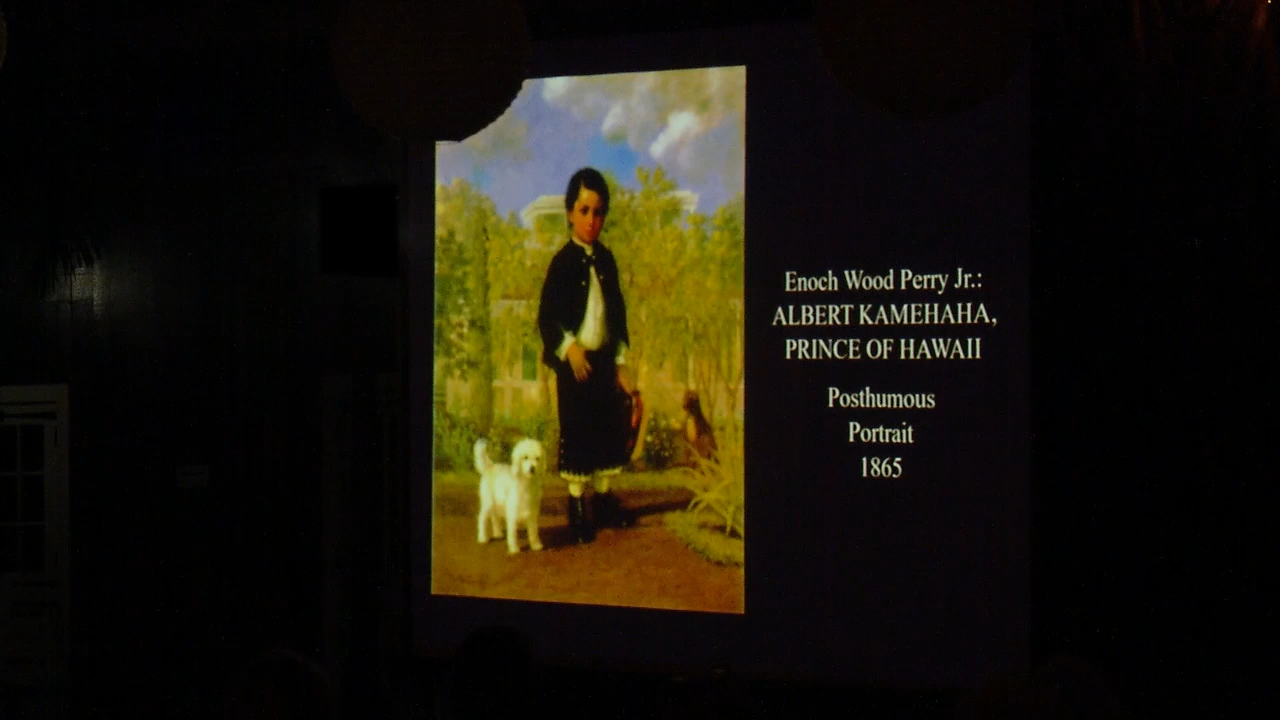 Enoch Wood Perry Jr.:
ALBERT KAMEHAHA,
PRINCE OF HAWAII
Posthumous
Portrait
1865